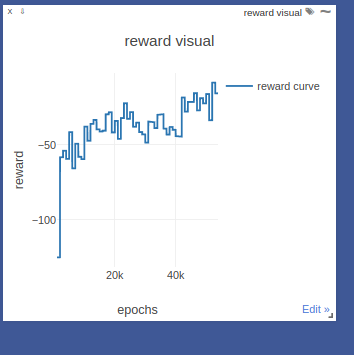 x
reward visual
reward visual
reward curve
reward
−50
−100
20k
40k
epochs
Edit »